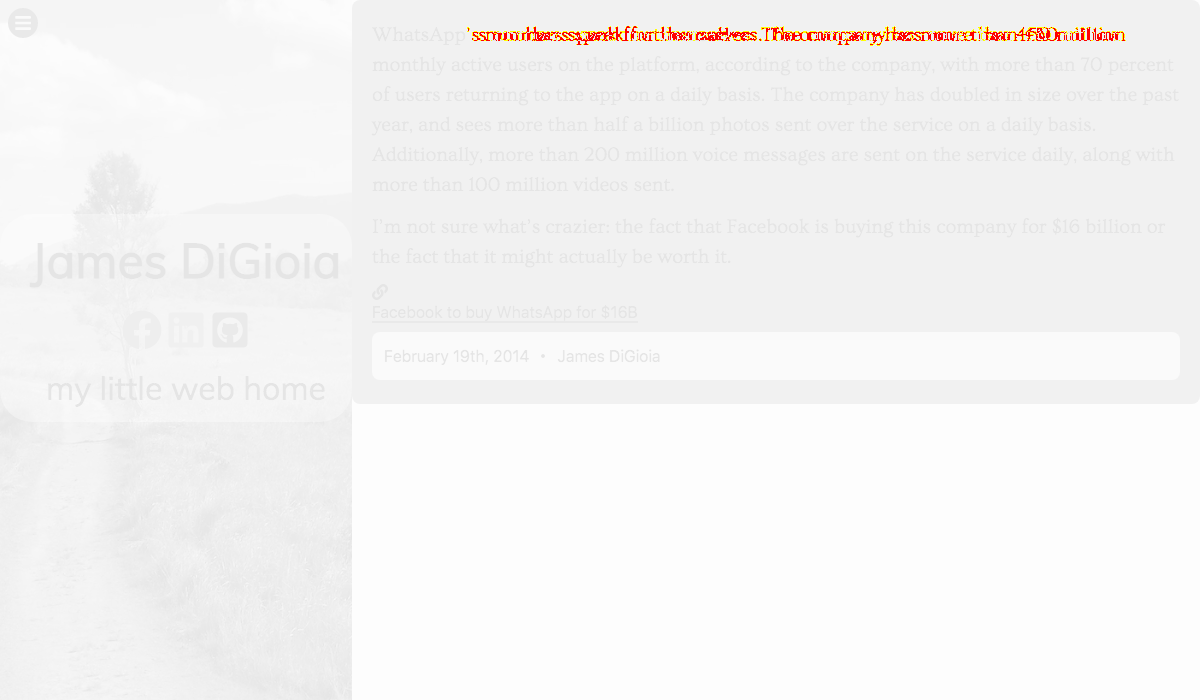 James DiGioia
my little web home
WhatsApp's numbers speak for themselves. The company has more than 450 million
monthly active users on the platform, according to the company, with more than 70 percent
of users returning to the app on a daily basis. The company has doubled in size over the past
year, and sees more than half a billion photos sent over the service on a daily basis.
Additionally, more than 200 million voice messages are sent on the service daily, along with
more than 100 million videos sent.
I'm not sure what's crazier: the fact that Facebook is buying this company for $16 billion or
the fact that it might actually be worth it.
Facebook to buy WhatsApp for $16B
February 19th, 2014 • James DiGioia